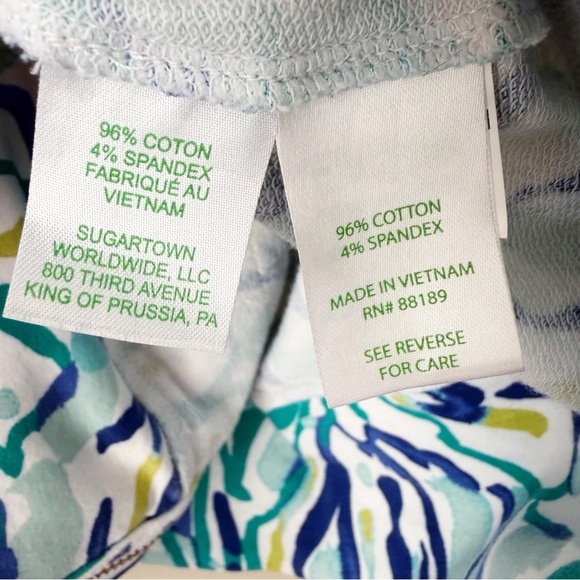 96% COTON
4% SPANDEX
FABRIQUÉ AU
VIETNAM
SUGARTOWN
WORLDWIDE, LLC
800 THIRD AVENUE
KING OF PRUSSIA, PA
96% COTTON
4% SPANDEX
MADE IN VIETNAM
RN# 88189
SEE REVERSE
FOR CARE